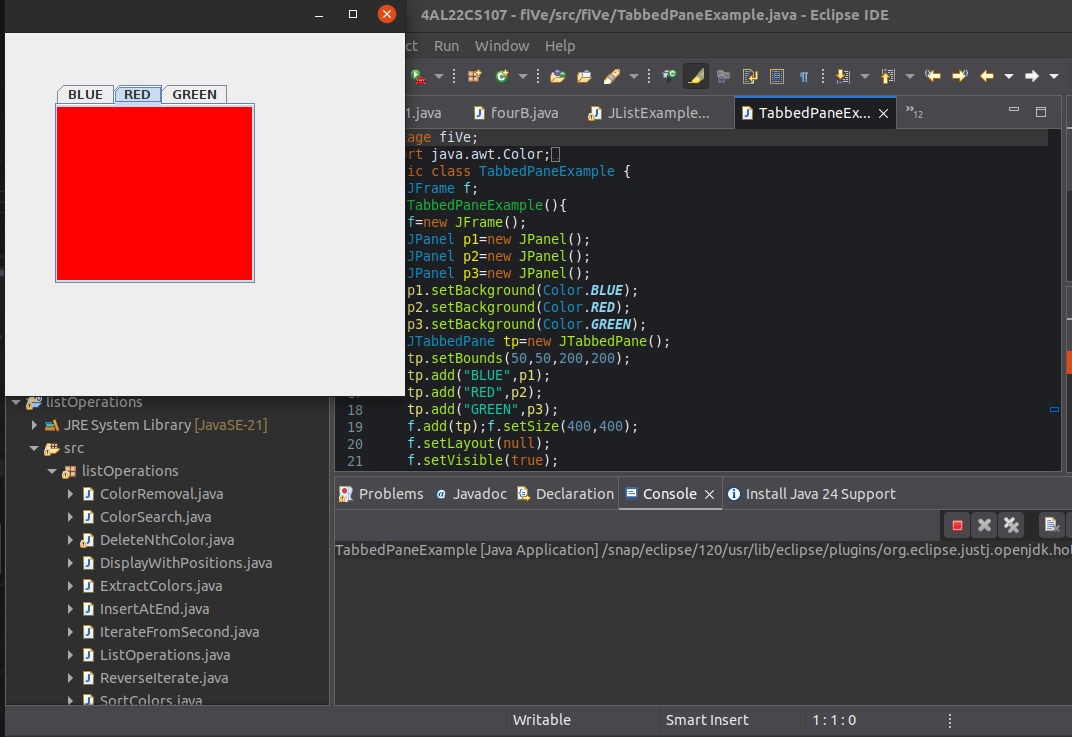 4AL22CS107 - fiVe/src/fiVe/TabbedPaneExample.java - Eclipse IDE
ct Run Window Help
BLUE RED GREEN
1.java fourB.java JListExample... TabbedPaneEx... 12
age fiVe;
rt java.awt.Color;
ic class TabbedPaneExample {
JFrame f;
TabbedPaneExample(){
f=new JFrame();
JPanel p1=new JPanel();
JPanel p2=new JPanel();
JPanel p3=new JPanel();
p1.setBackground(Color.BLUE);
p2.setBackground(Color.RED);
p3.setBackground(Color.GREEN);
JTabbedPane tp=new JTabbedPane();
tp.setBounds(50,50,200,200);
tp.add("BLUE",p1);
tp.add("RED",p2);
18 tp.add("GREEN",p3);
19 f.add(tp);f.setSize(400,400);
20 f.setLayout(null);
21 f.setVisible(true);
listOperations
JRE System Library [JavaSE-21]
src
listOperations
ColorRemoval.java
ColorSearch.java
DeleteNthColor.java
DisplayWithPositions.java
ExtractColors.java
InsertAtEnd.java
IterateFromSecond.java
ListOperations.java
ReverseIterate.java
SortColors.java
Problems Javadoc Declaration Console Install Java 24 Support
TabbedPaneExample [Java Application] /snap/eclipse/120/usr/lib/eclipse/plugins/org.eclipse.justj.openjdk.hot
Writable Smart Insert 1 : 1 : 0